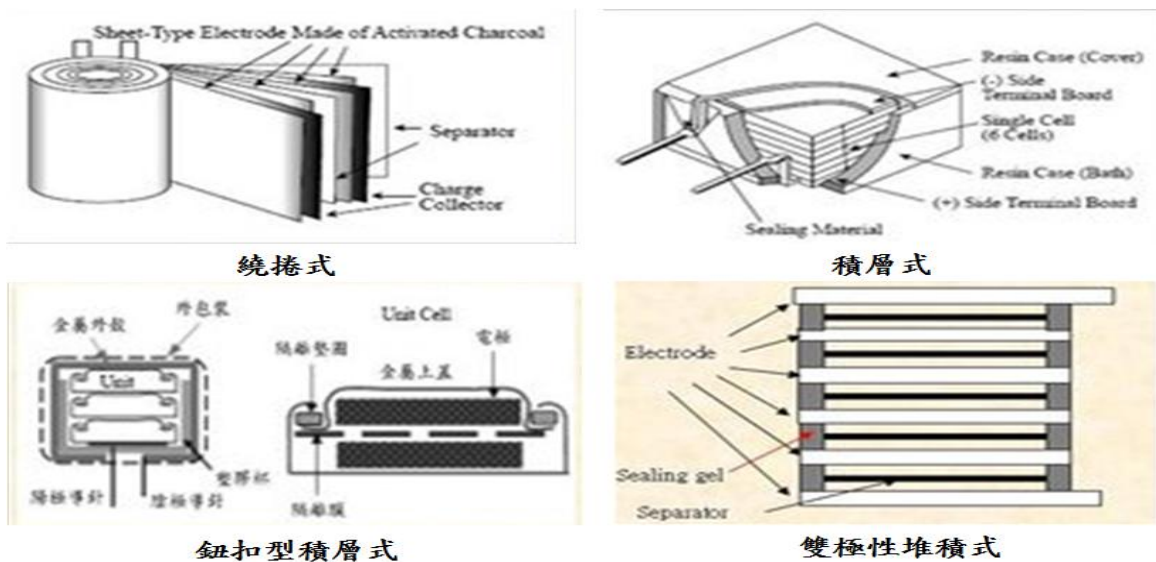 Sheet-Type Electrode Made of Activated Charcoal
Separator
Charge
Collector
繞捲式
Resin Case (Cover)
(-) Side
Terminal Board
Single Cell
(6 Cells)
Resin Case (Bath)
(+) Side Terminal Board
Sealing Material
積層式
金屬外殼
外包裝
Unit
塑膠杯
陽極導針
陰極導針
Unit Cell
隔離墊圈
金屬上蓋
電極
隔離膜
鈕扣型積層式
Electrode
Sealing gel
Separator
雙極性堆積式